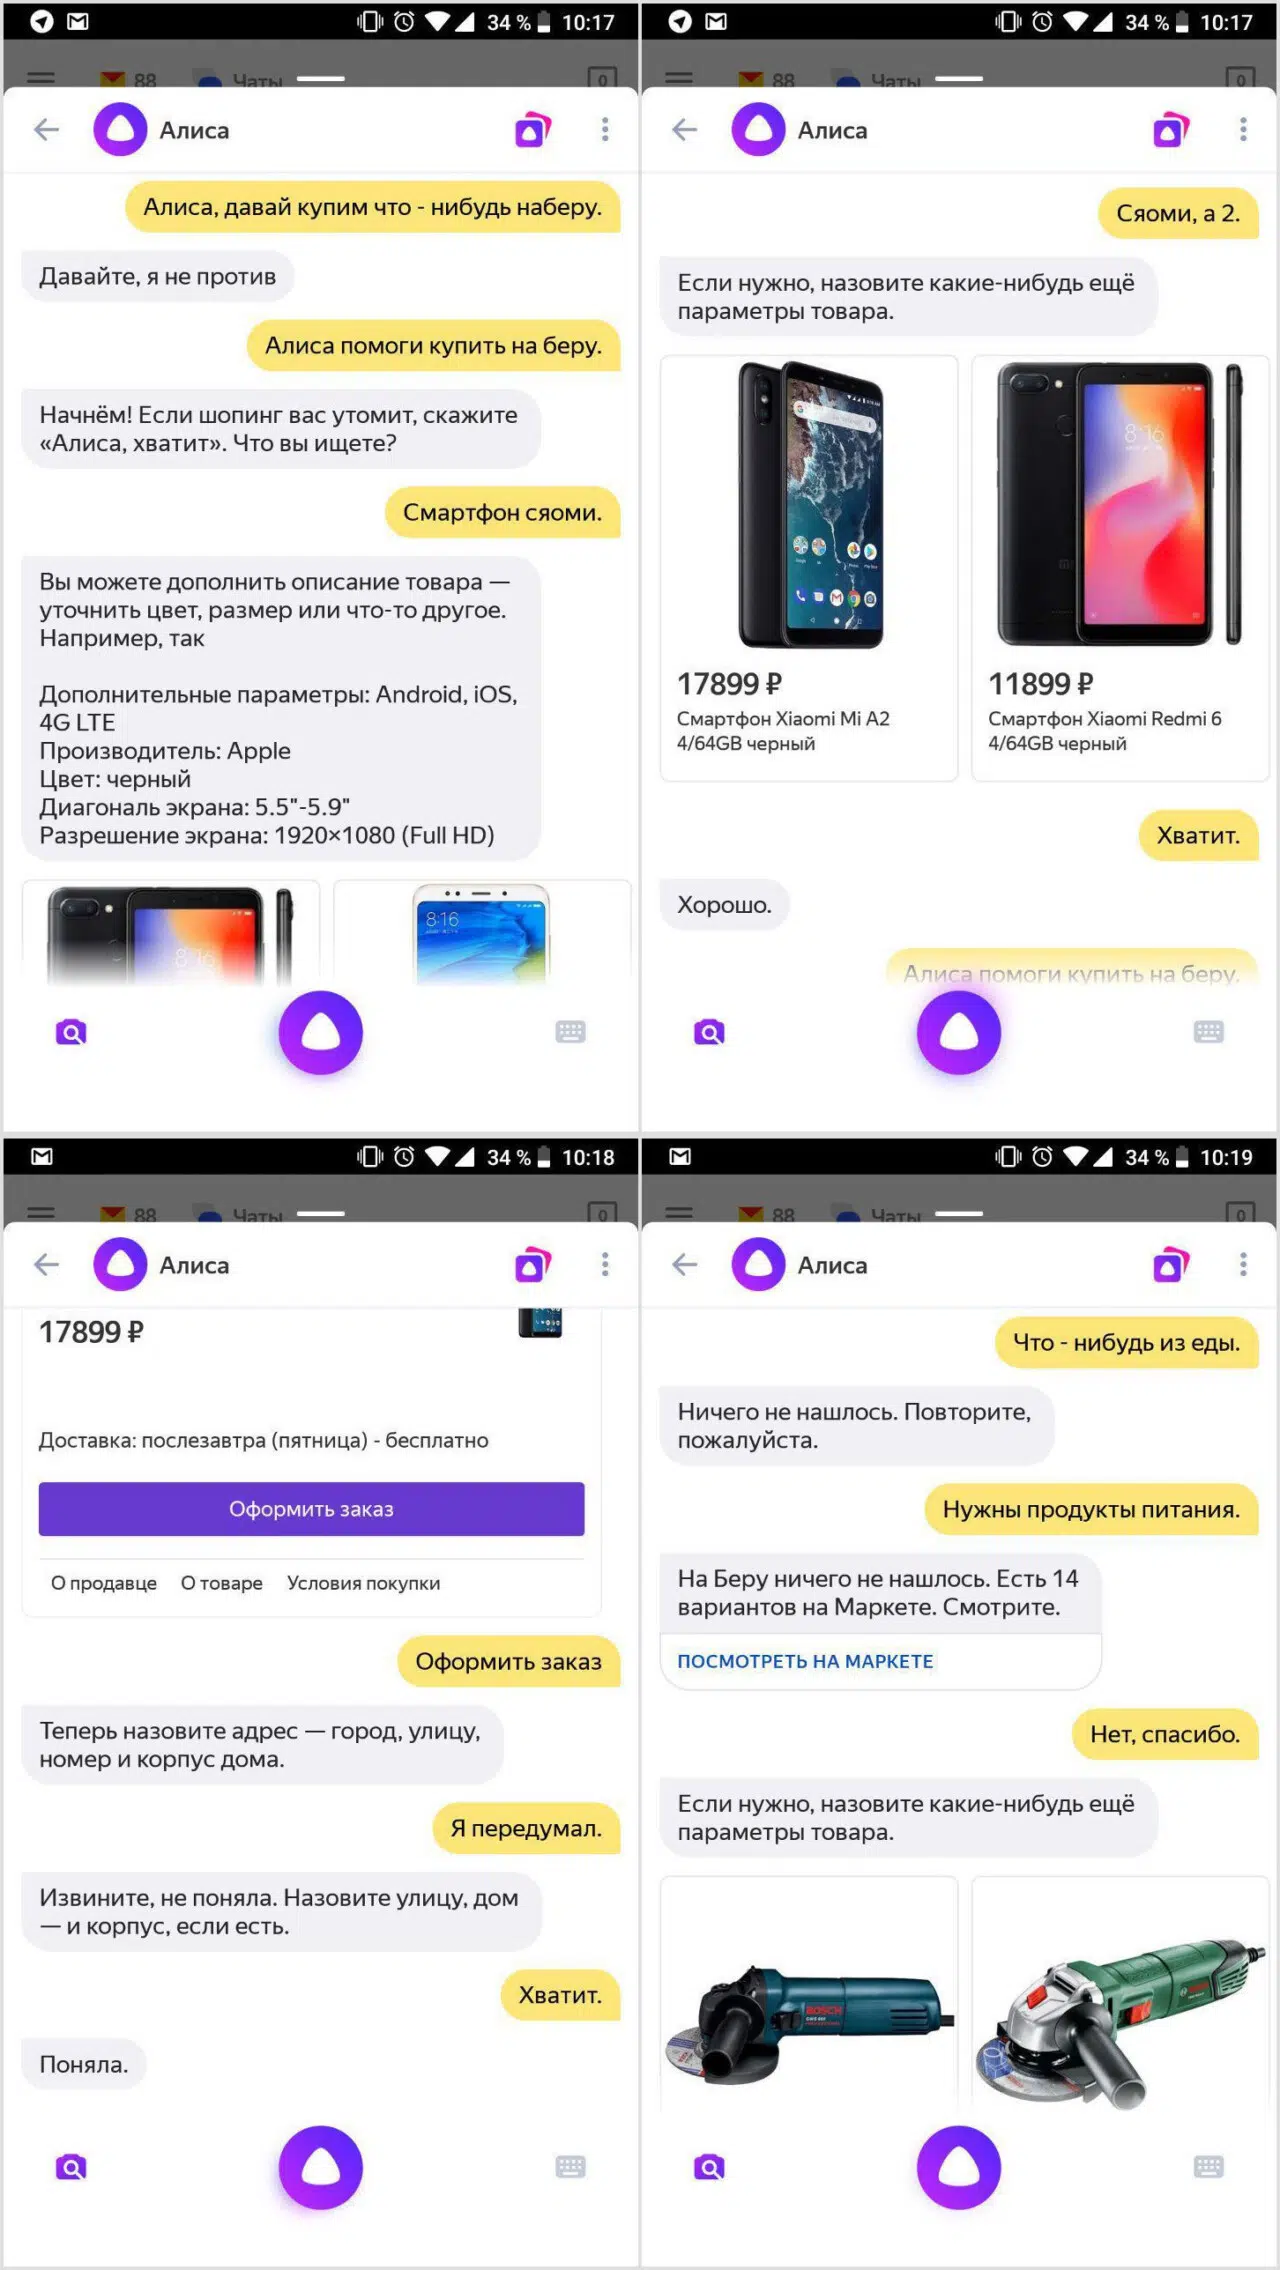 34 % 10:17
88 Чаты 0
Алиса
Алиса, давай купим что - нибудь наберу.
Давайте, я не против
Алиса помоги купить на беру.
Начнём! Если шопинг вас утомит, скажите
«Алиса, хватит». Что вы ищете?
Смартфон сяоми.
Вы можете дополнить описание товара —
уточнить цвет, размер или что-то другое.
Например, так
Дополнительные параметры: Android, iOS,
4G LTE
Производитель: Apple
Цвет: черный
Диагональ экрана: 5.5"-5.9"
Разрешение экрана: 1920×1080 (Full HD)
8:16
8:16
34 % 10:17
88 Чаты 0
Алиса
Сяоми, а 2.
Если нужно, назовите какие-нибудь ещё
параметры товара.
8:16
17899 ₽
Смартфон Xiaomi Mi A2
4/64GB черный
11899 ₽
Смартфон Xiaomi Redmi 6
4/64GB черный
Хватит.
Хорошо.
Алиса помоги купить на беру.
34 % 10:18
88 Чаты 0
Алиса
17899 ₽
Доставка: послезавтра (пятница) - бесплатно
Оформить заказ
О продавце О товаре Условия покупки
Оформить заказ
Теперь назовите адрес — город, улицу,
номер и корпус дома.
Я передумал.
Извините, не поняла. Назовите улицу, дом
— и корпус, если есть.
Хватит.
Поняла.
34 % 10:19
88 Чаты 0
Алиса
Что - нибудь из еды.
Ничего не нашлось. Повторите,
пожалуйста.
Нужны продукты питания.
На Беру ничего не нашлось. Есть 14
вариантов на Маркете. Смотрите.
ПОСМОТРЕТЬ НА МАРКЕТЕ
Нет, спасибо.
Если нужно, назовите какие-нибудь ещё
параметры товара.
BOSCH